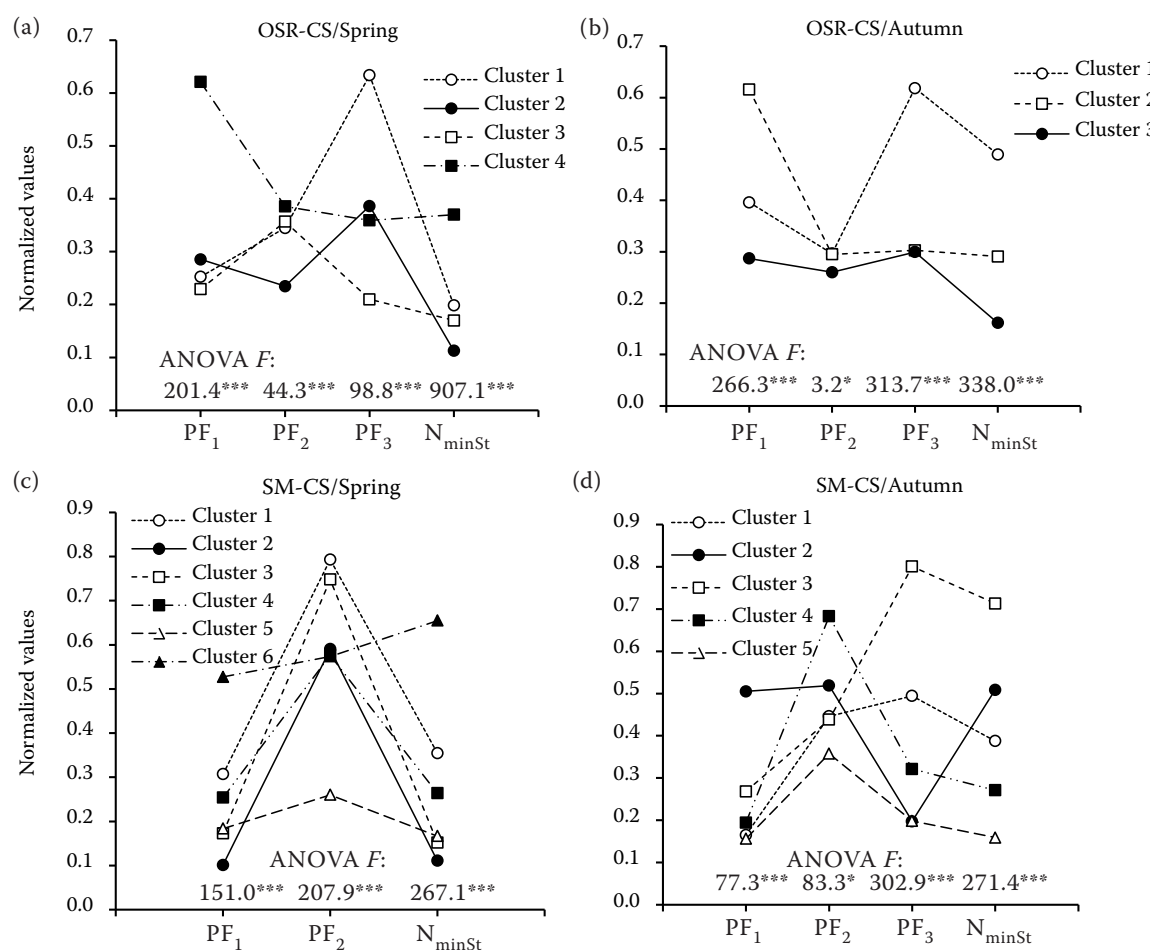 (a)
OSR-CS/Spring
0.7
0.6
0.5
0.4
0.3
0.2
0.1
0.0
Normalized values
Cluster 1
Cluster 2
Cluster 3
Cluster 4
ANOVA F:
201.4*** 44.3*** 98.8*** 907.1***
PF1 PF2 PF3 NminSt
(b)
OSR-CS/Autumn
0.7
0.6
0.5
0.4
0.3
0.2
0.1
0.0
Cluster 1
Cluster 2
Cluster 3
ANOVA F:
266.3*** 3.2* 313.7*** 338.0***
PF1 PF2 PF3 NminSt
(c)
SM-CS/Spring
0.9
0.8
0.7
0.6
0.5
0.4
0.3
0.2
0.1
0.0
Normalized values
Cluster 1
Cluster 2
Cluster 3
Cluster 4
Cluster 5
Cluster 6
ANOVA F:
151.0*** 207.9*** 267.1***
PF1 PF2 NminSt
(d)
SM-CS/Autumn
0.9
0.8
0.7
0.6
0.5
0.4
0.3
0.2
0.1
0.0
Cluster 1
Cluster 2
Cluster 3
Cluster 4
Cluster 5
ANOVA F:
77.3*** 83.3* 302.9*** 271.4***
PF1 PF2 PF3 NminSt